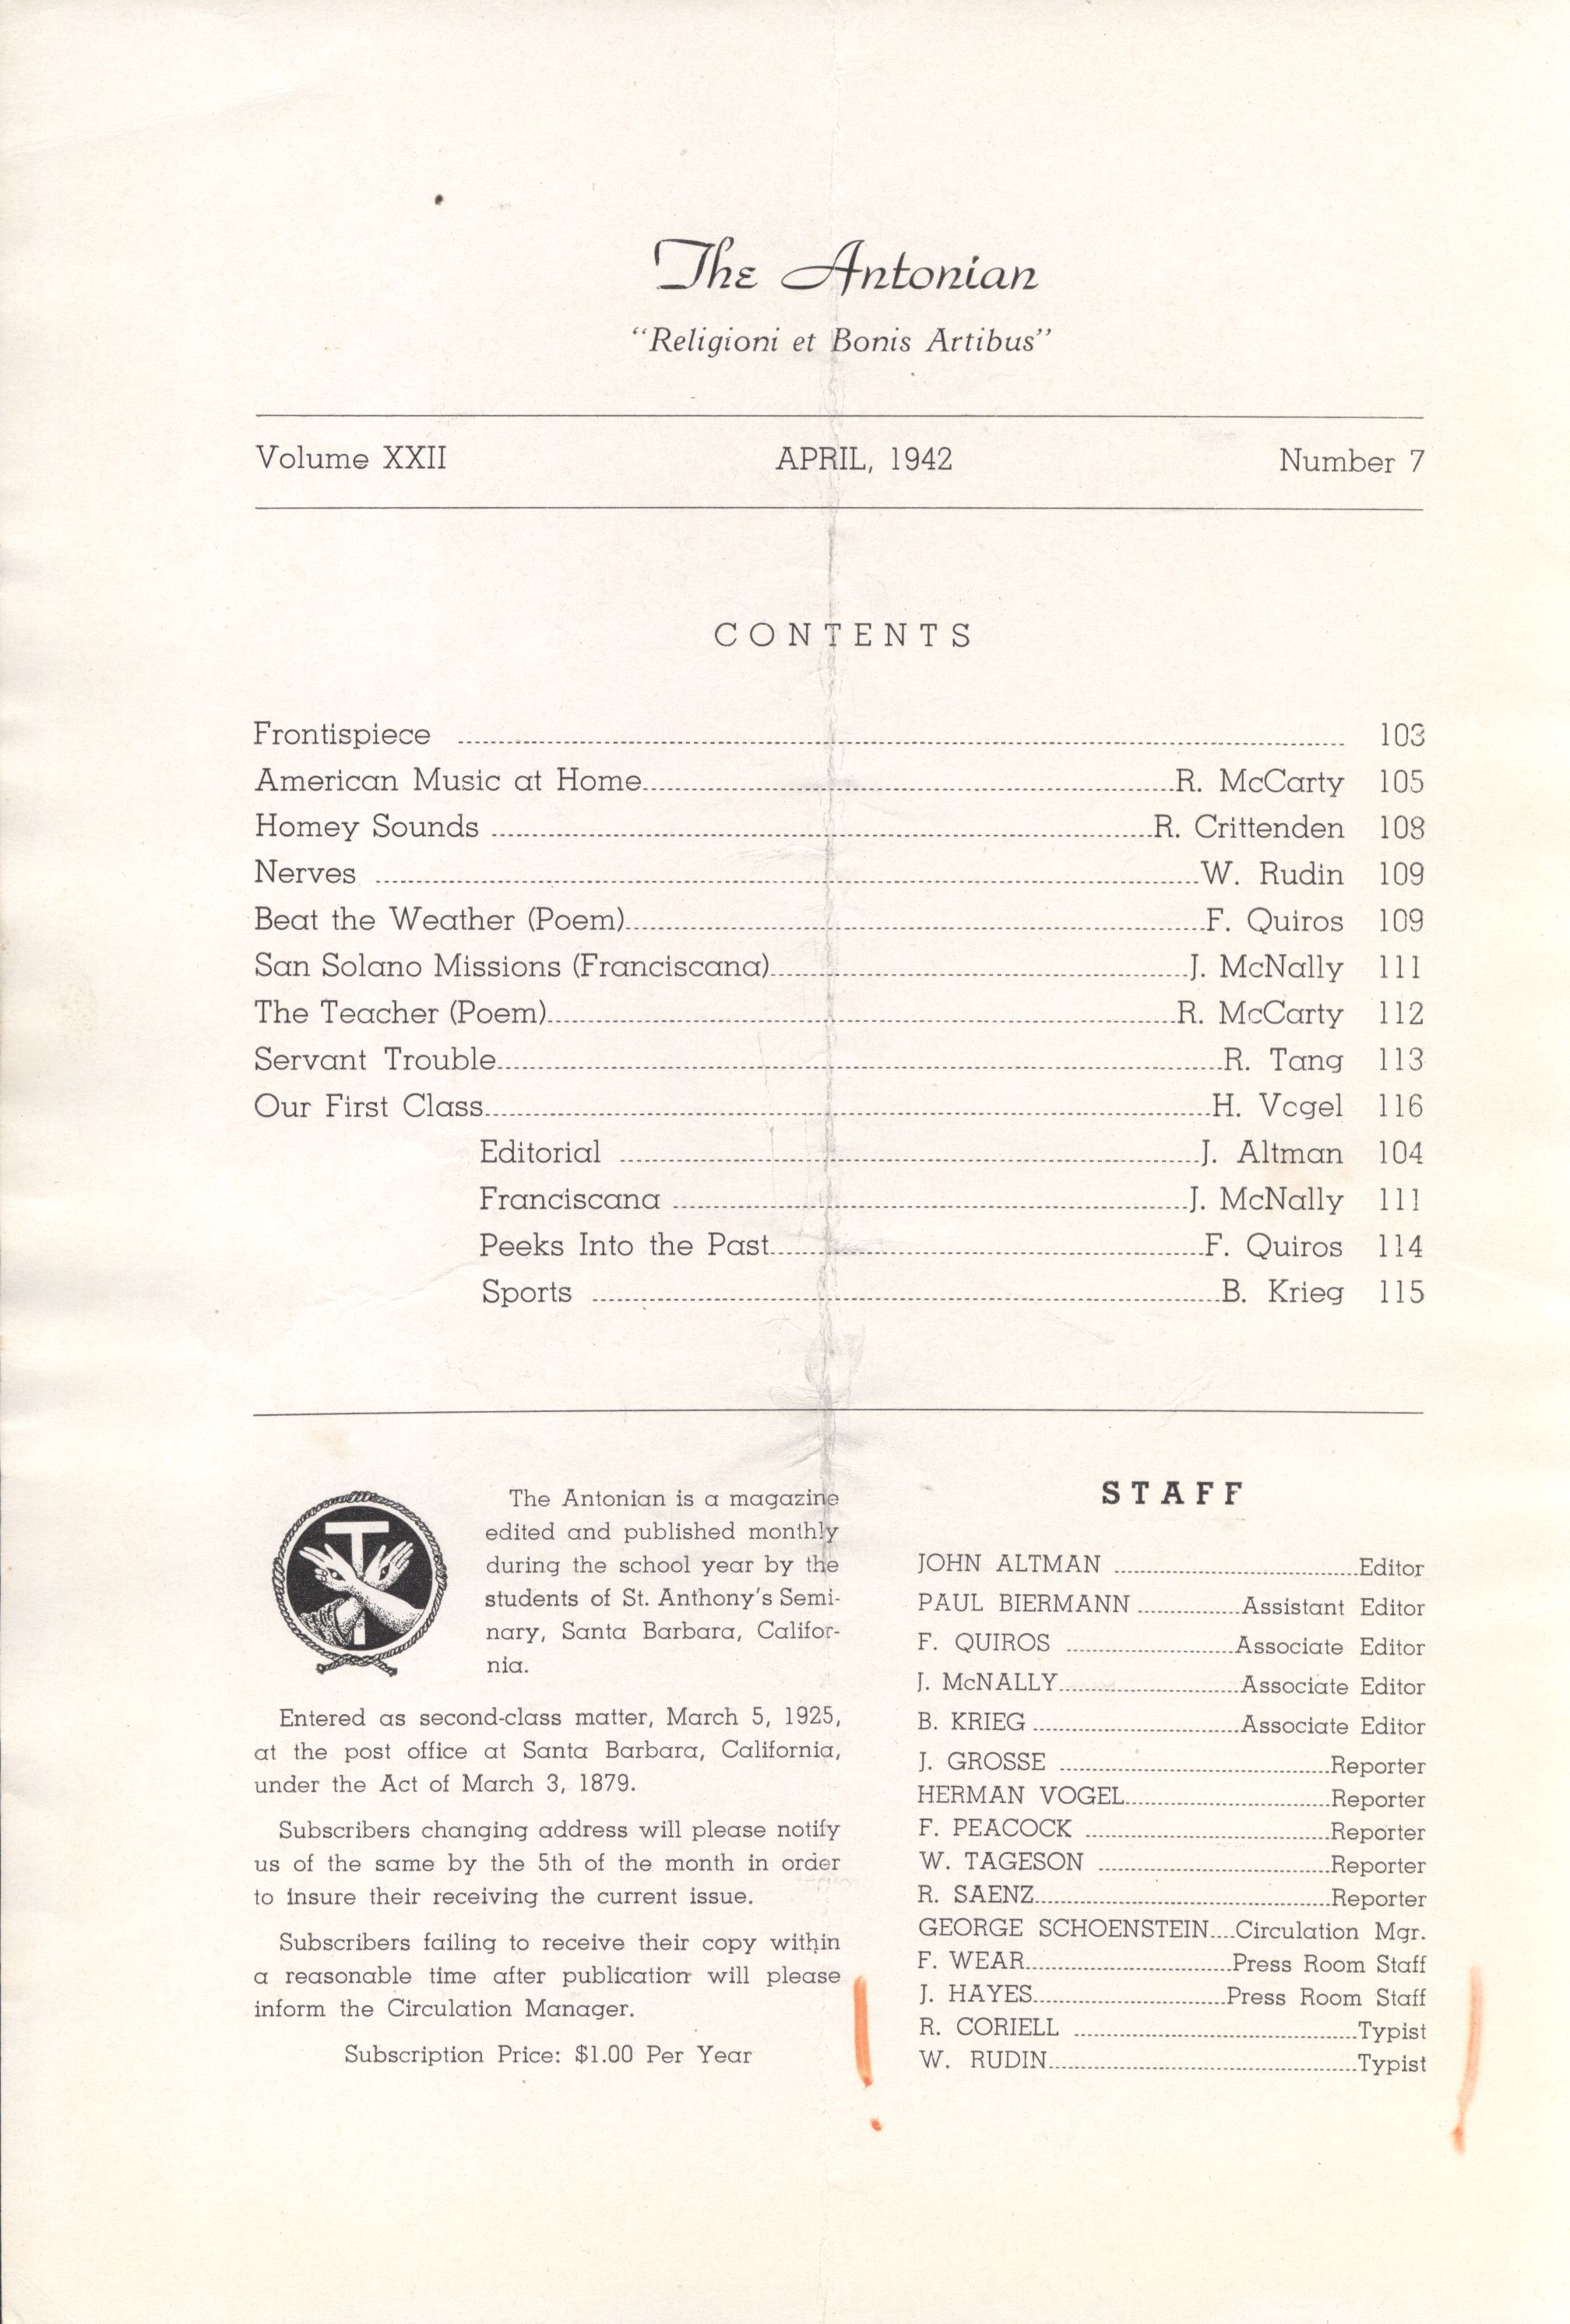 The Antonian
"Religioni et Bonis Artibus"
Volume XXII APRIL, 1942 Number 7
CONTENTS
Frontispiece 103
American Music at Home R. McCarty 105
Homey Sounds R. Crittenden 108
Nerves W. Rudin 109
Beat the Weather (Poem) F. Quiros 109
San Solano Missions (Franciscana) J. McNally 111
The Teacher (Poem) R. McCarty 112
Servant Trouble R. Tang 113
Our First Class H. Vogel 116
Editorial J. Altman 104
Franciscana J. McNally 111
Peeks Into the Past F. Quiros 114
Sports B. Krieg 115
The Antonian is a magazine
edited and published monthly
during the school year by the
students of St. Anthony's Semi-
nary, Santa Barbara, Califor-
nia.
Entered as second-class matter, March 5, 1925,
at the post office at Santa Barbara, California,
under the Act of March 3, 1879.
Subscribers changing address will please notify
us of the same by the 5th of the month in order
to insure their receiving the current issue.
Subscribers failing to receive their copy within
a reasonable time after publication will please
inform the Circulation Manager.
Subscription Price: $1.00 Per Year
STAFF
JOHN ALTMAN Editor
PAUL BIERMANN Assistant Editor
F. QUIROS Associate Editor
J. McNALLY Associate Editor
B. KRIEG Associate Editor
J. GROSSE Reporter
HERMAN VOGEL Reporter
F. PEACOCK Reporter
W. TAGESON Reporter
R. SAENZ Reporter
GEORGE SCHOENSTEIN Circulation Mgr.
F. WEAR Press Room Staff
J. HAYES Press Room Staff
R. CORIELL Typist
W. RUDIN Typist